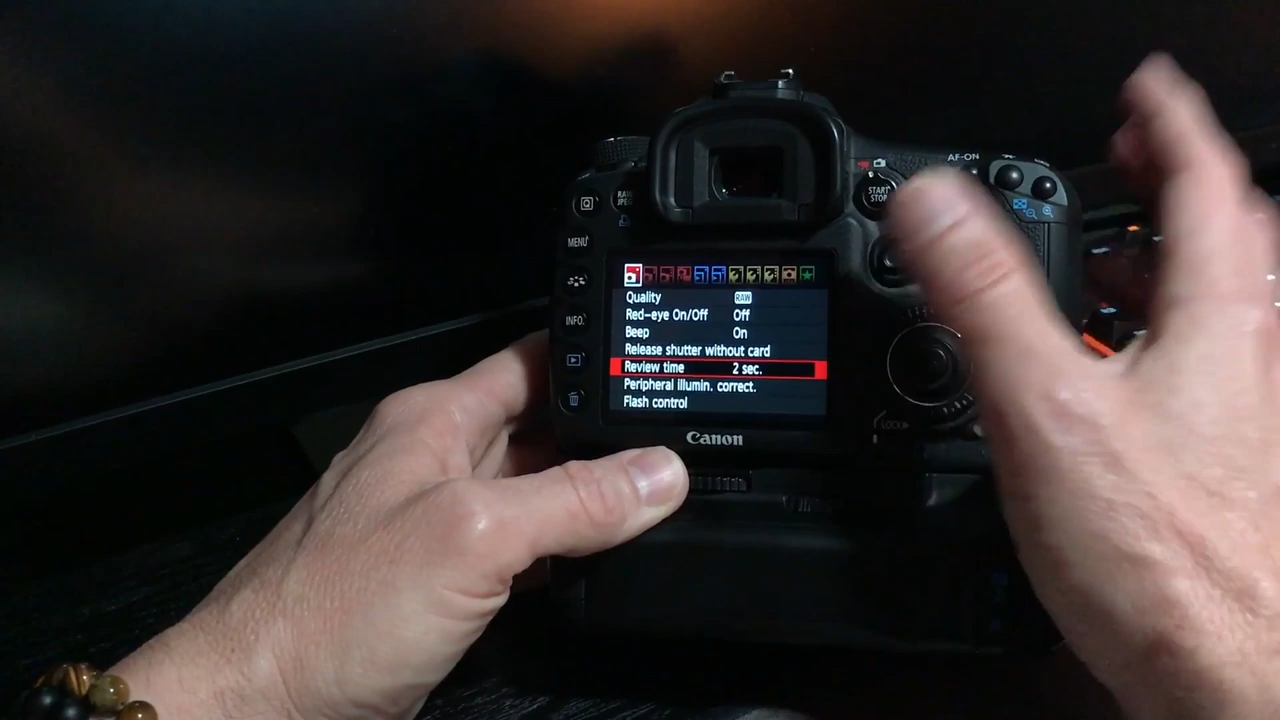 AF-ON
RAW
JPEG
START
STOP
Q
MENU
INFO.
Quality RAW
Red-eye On/Off Off
Beep On
Release shutter without card
Review time 2 sec.
Peripheral illumin. correct.
Flash control
LOCK
Canon